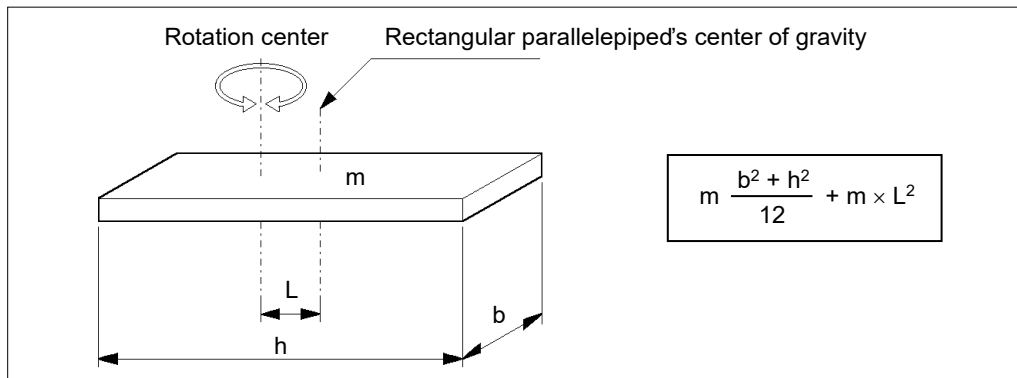 Rotation center
Rectangular parallelepiped's center of gravity
m
m (b² + h²)/12 + m × L²
L
b
h